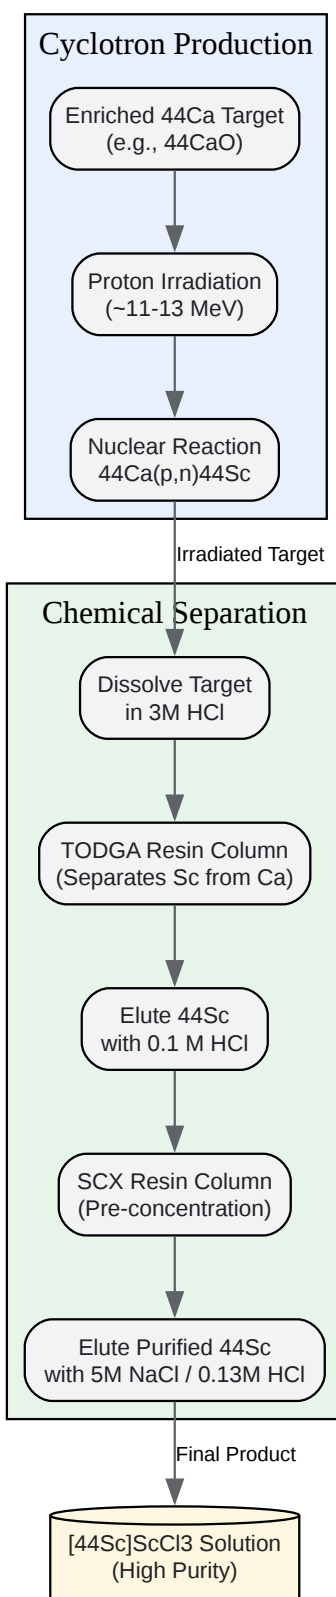 Cyclotron Production
Enriched 44Ca Target
(e.g., 44CaO)
Proton Irradiation
(~11-13 MeV)
Nuclear Reaction
44Ca(p,n)44Sc
Irradiated Target
Chemical Separation
Dissolve Target
in 3M HCl
TODGA Resin Column
(Separates Sc from Ca)
Elute 44Sc
with 0.1 M HCl
SCX Resin Column
(Pre-concentration)
Elute Purified 44Sc
with 5M NaCl / 0.13M HCl
Final Product
[44Sc]ScCl3 Solution
(High Purity)